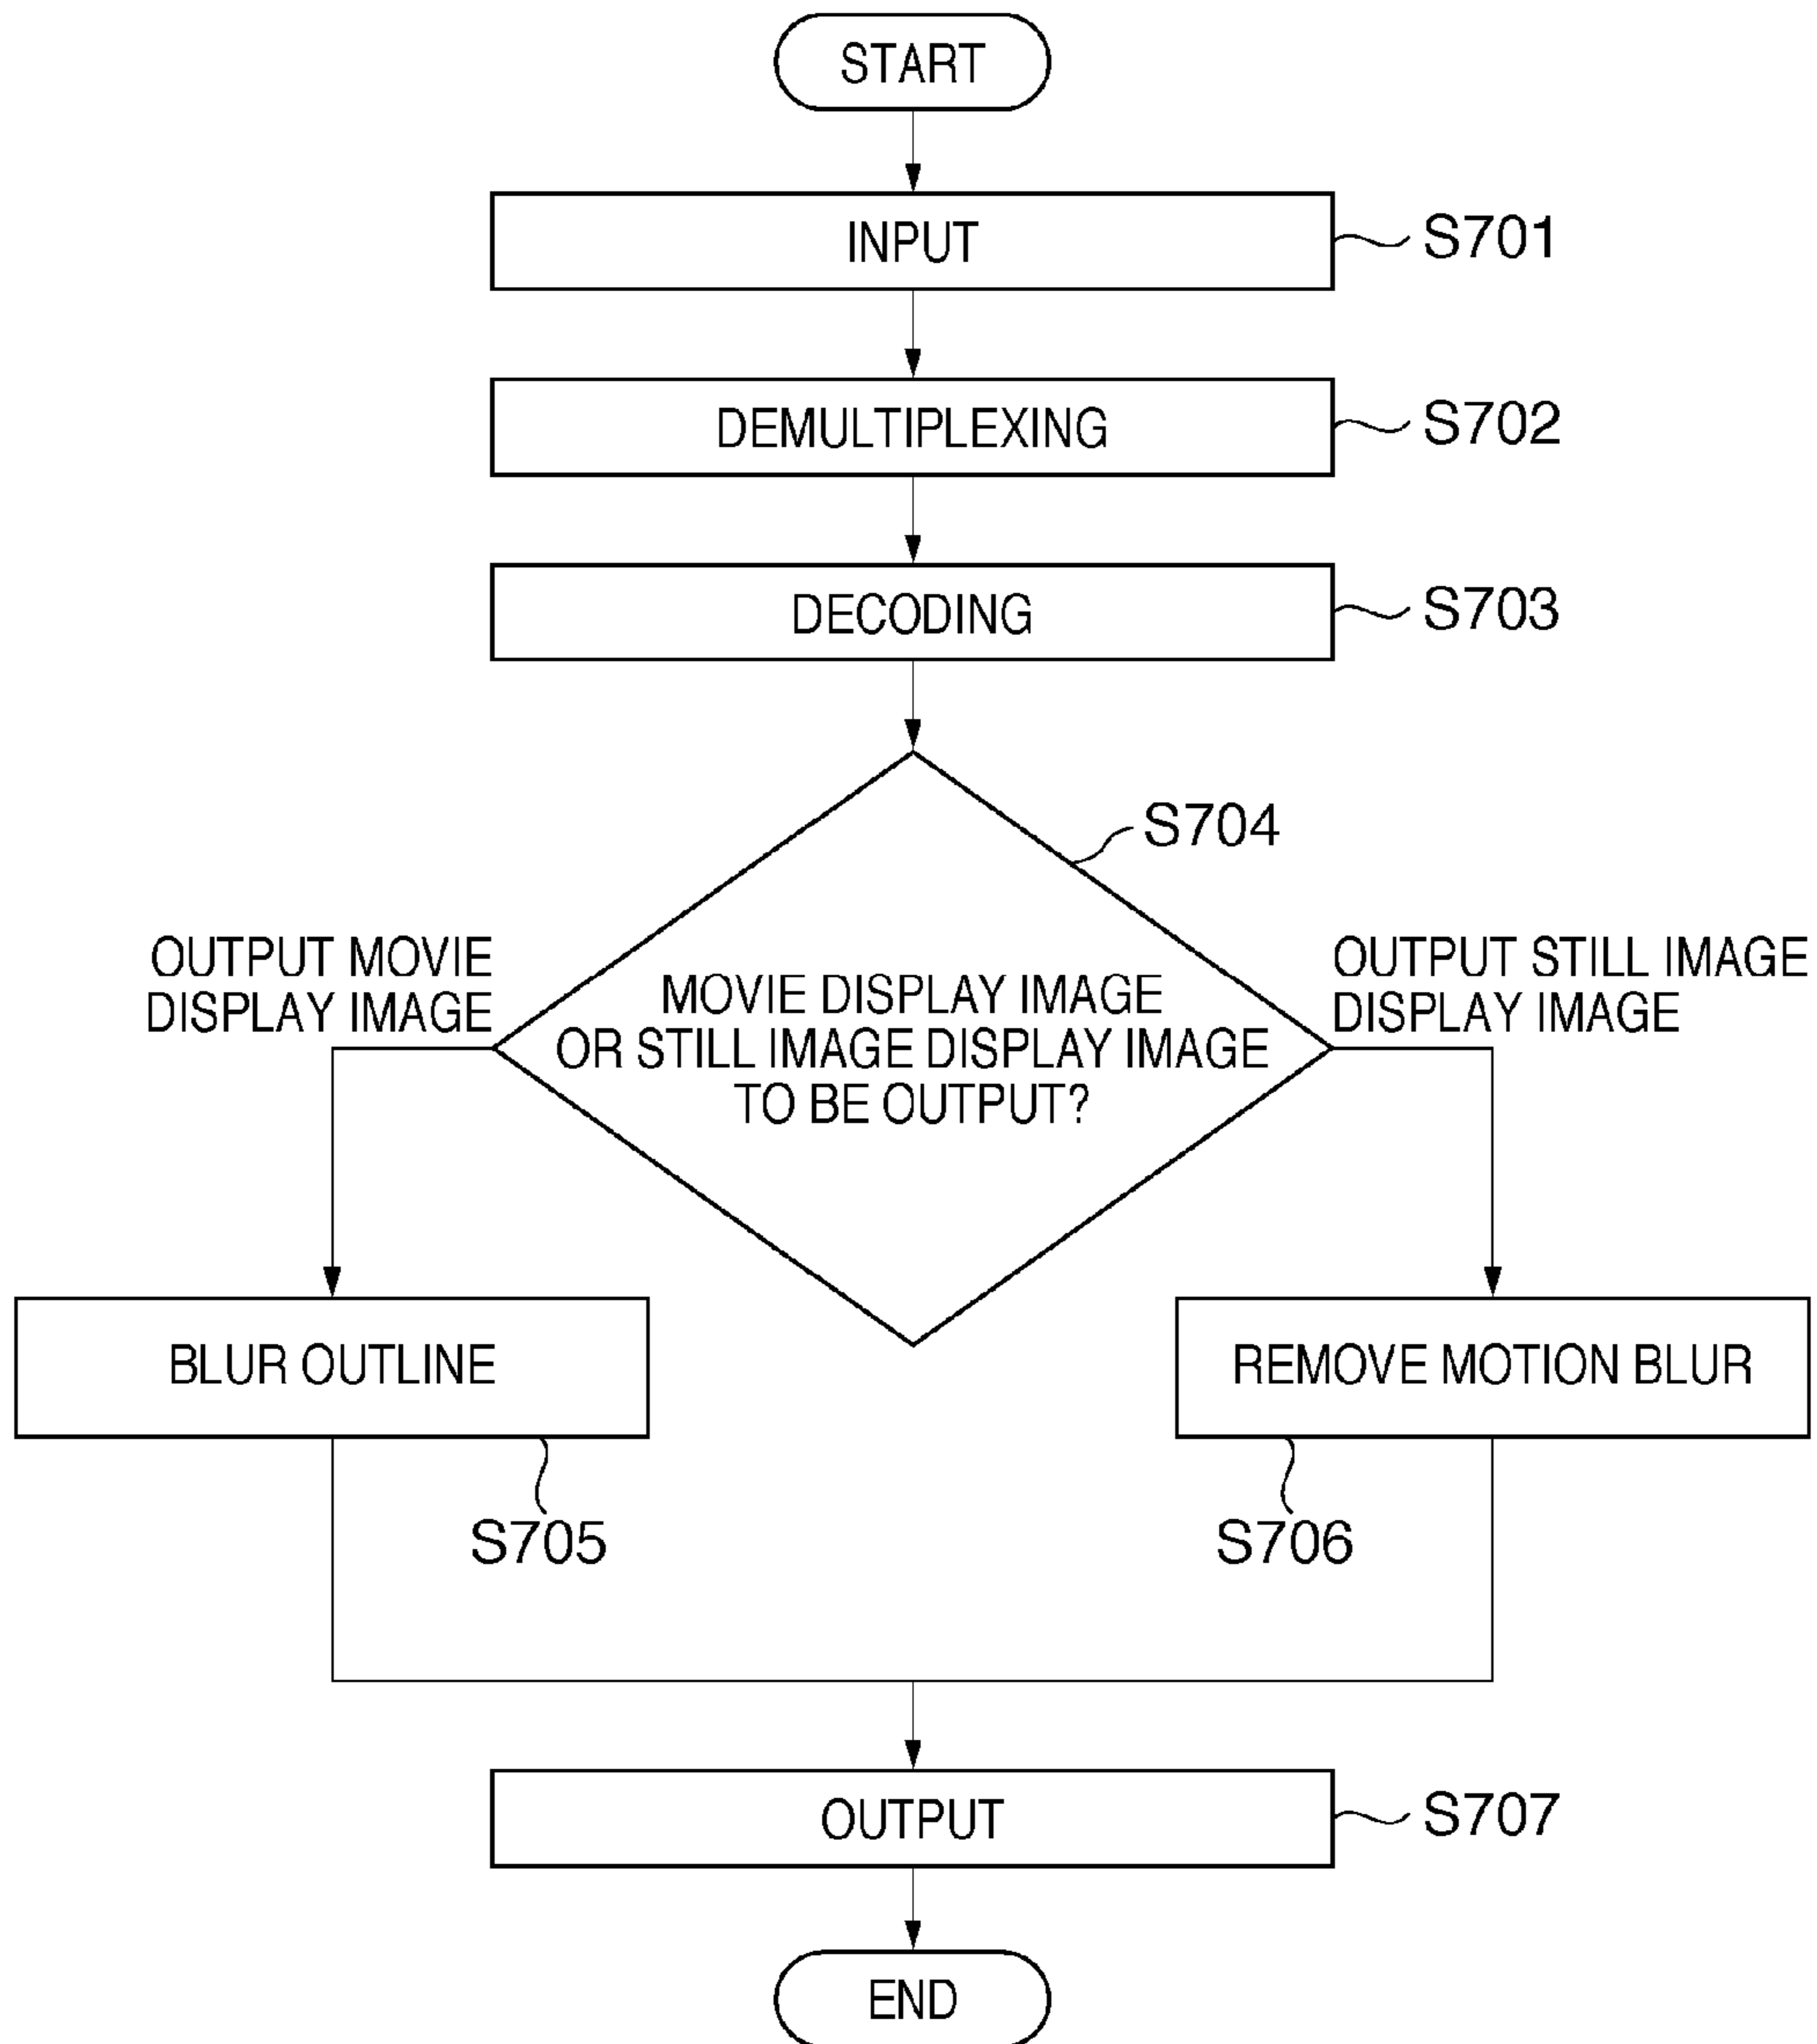 START
INPUT
S701
DEMULTIPLEXING
S702
DECODING
S703
S704
OUTPUT MOVIE
DISPLAY IMAGE
MOVIE DISPLAY IMAGE
OR STILL IMAGE DISPLAY IMAGE
TO BE OUTPUT?
OUTPUT STILL IMAGE
DISPLAY IMAGE
BLUR OUTLINE
REMOVE MOTION BLUR
S705
S706
OUTPUT
S707
END